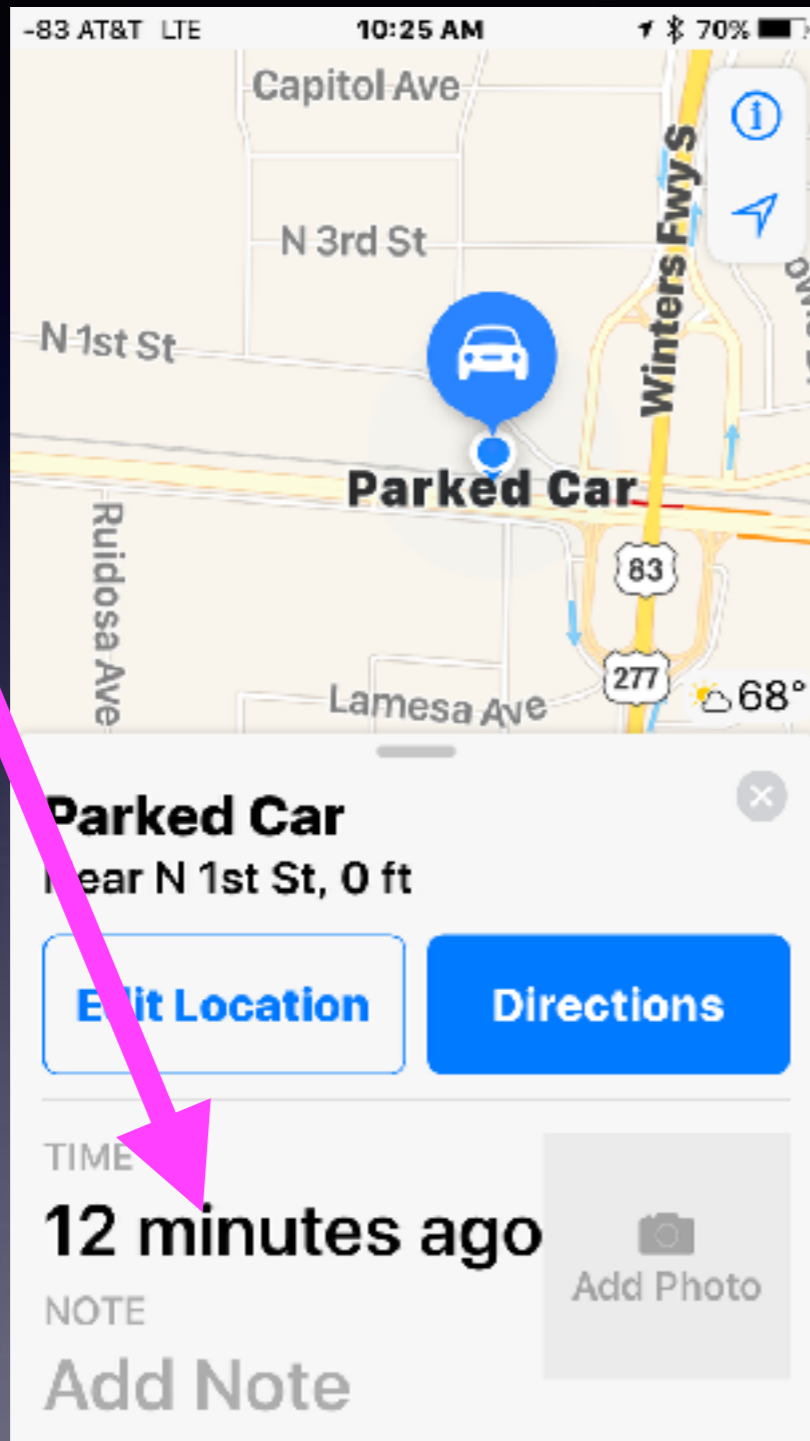 -83 AT&T LTE 10:25 AM 70%
Capitol Ave
Winters Fwy S
N 3rd St
N 1st St
Parked Car
Ruidosa Ave
83
277
68°
Lamesa Ave
Parked Car
Near N 1st St, 0 ft
Edit Location Directions
TIME
12 minutes ago
Add Photo
NOTE
Add Note